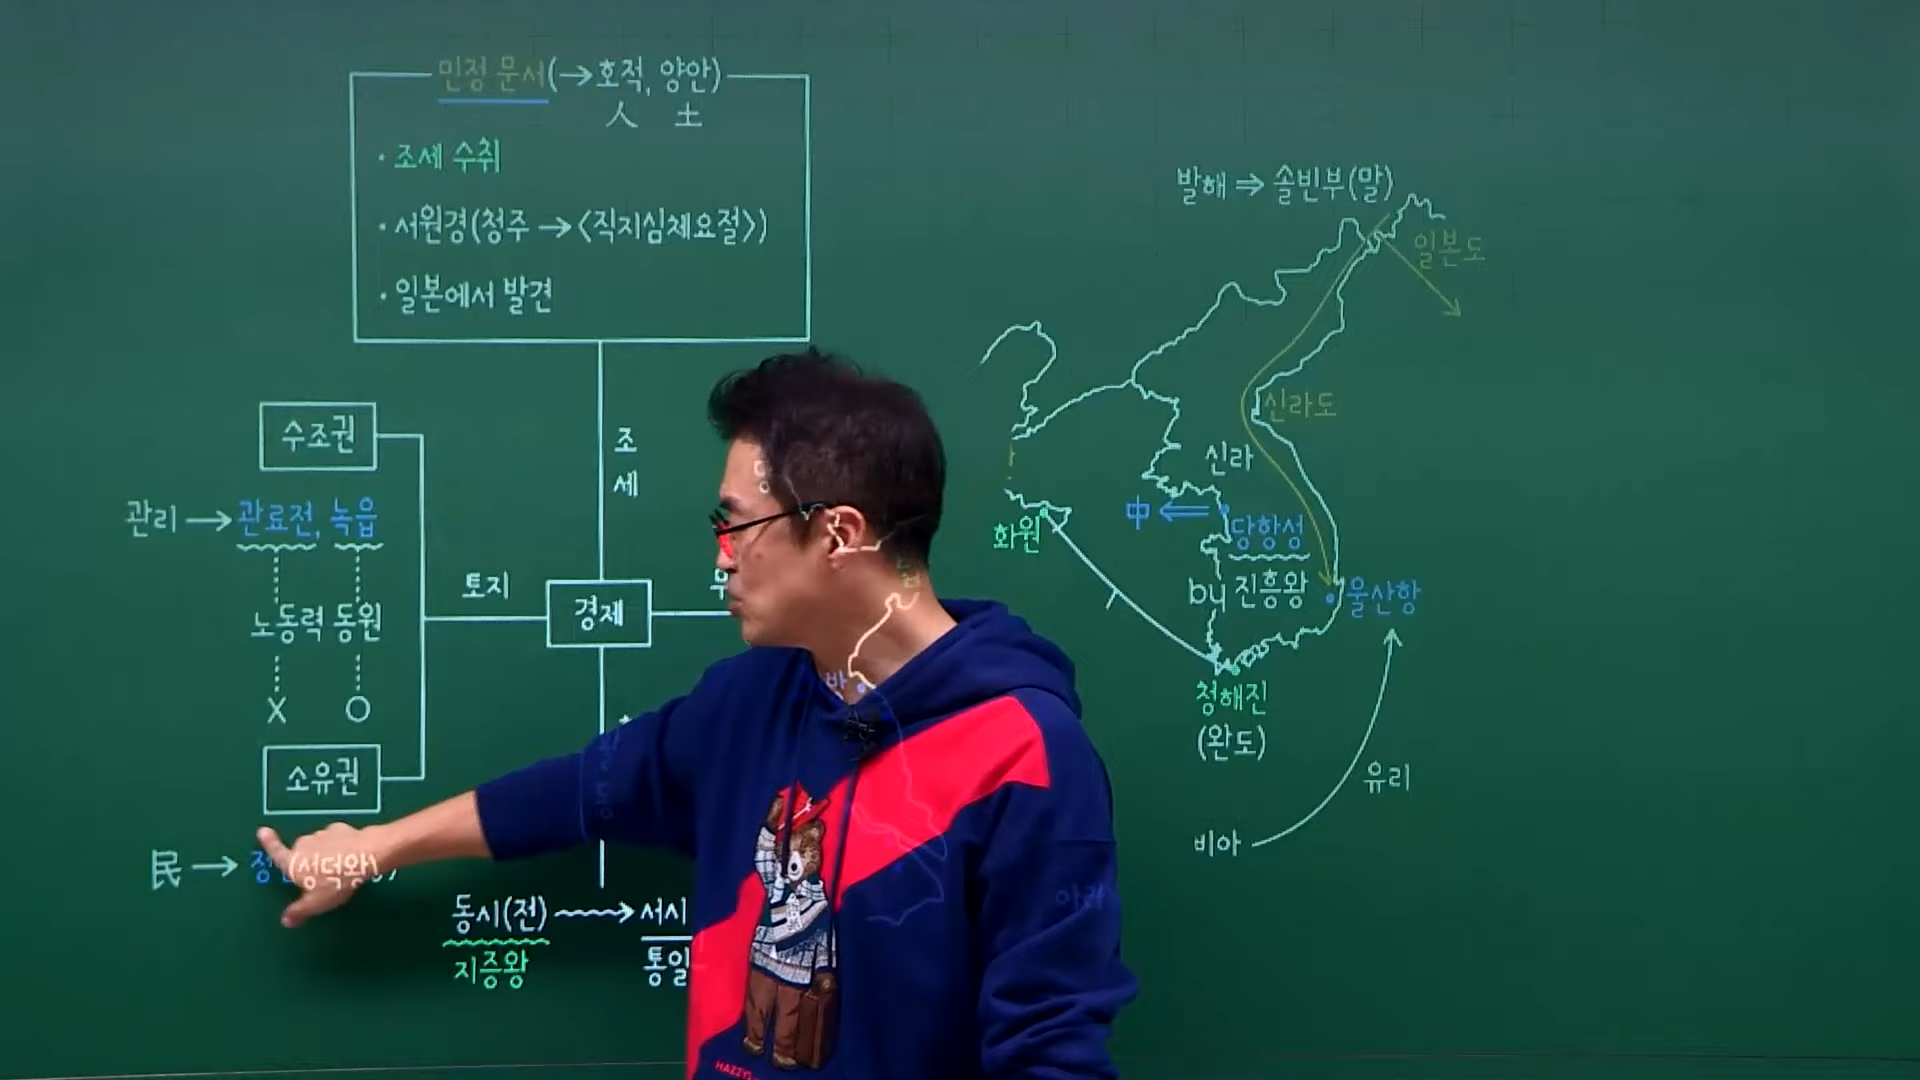 민정 문서(→호적, 양안)
人 土
· 조세 수취
· 서원경(청주→〈직지심체요절〉)
· 일본에서 발견
수조권
관리→관료전, 녹읍
노동력 동원
X O
소유권
民→
(성덕왕)
토지
경제
조세
동시(전)→서시
지증왕
통일
발해⇒솔빈부(말)
일본도
신라도
신라
中⇐
당항성
by 진흥왕
울산항
화원
청해진
(완도)
유리
비아
HAZZYS